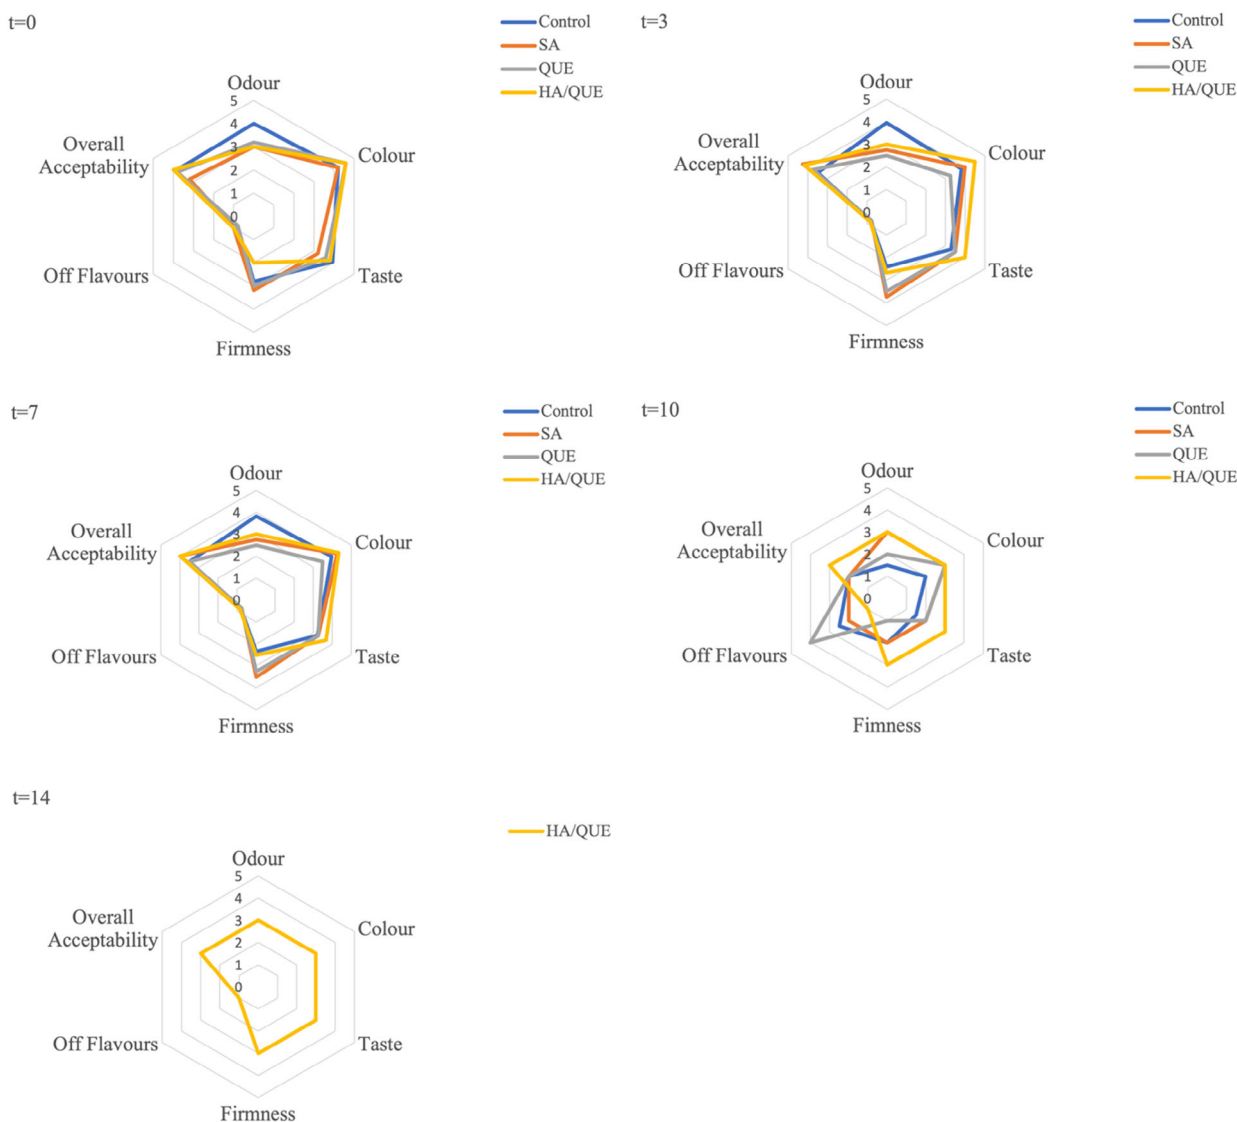 t=0
Control
SA
QUE
HA/QUE
Odour
5
4
3
2
1
0
Colour
Taste
Firmness
Off Flavours
Overall
Acceptability
t=3
Control
SA
QUE
HA/QUE
Odour
5
4
3
2
1
0
Colour
Taste
Firmness
Off Flavours
Overall
Acceptability
t=7
Control
SA
QUE
HA/QUE
Odour
5
4
3
2
1
0
Colour
Taste
Firmness
Off Flavours
Overall
Acceptability
t=10
Control
SA
QUE
HA/QUE
Odour
5
4
3
2
1
0
Colour
Taste
Fimness
Off Flavours
Overall
Acceptability
t=14
HA/QUE
Odour
5
4
3
2
1
0
Colour
Taste
Firmness
Off Flavours
Overall
Acceptability